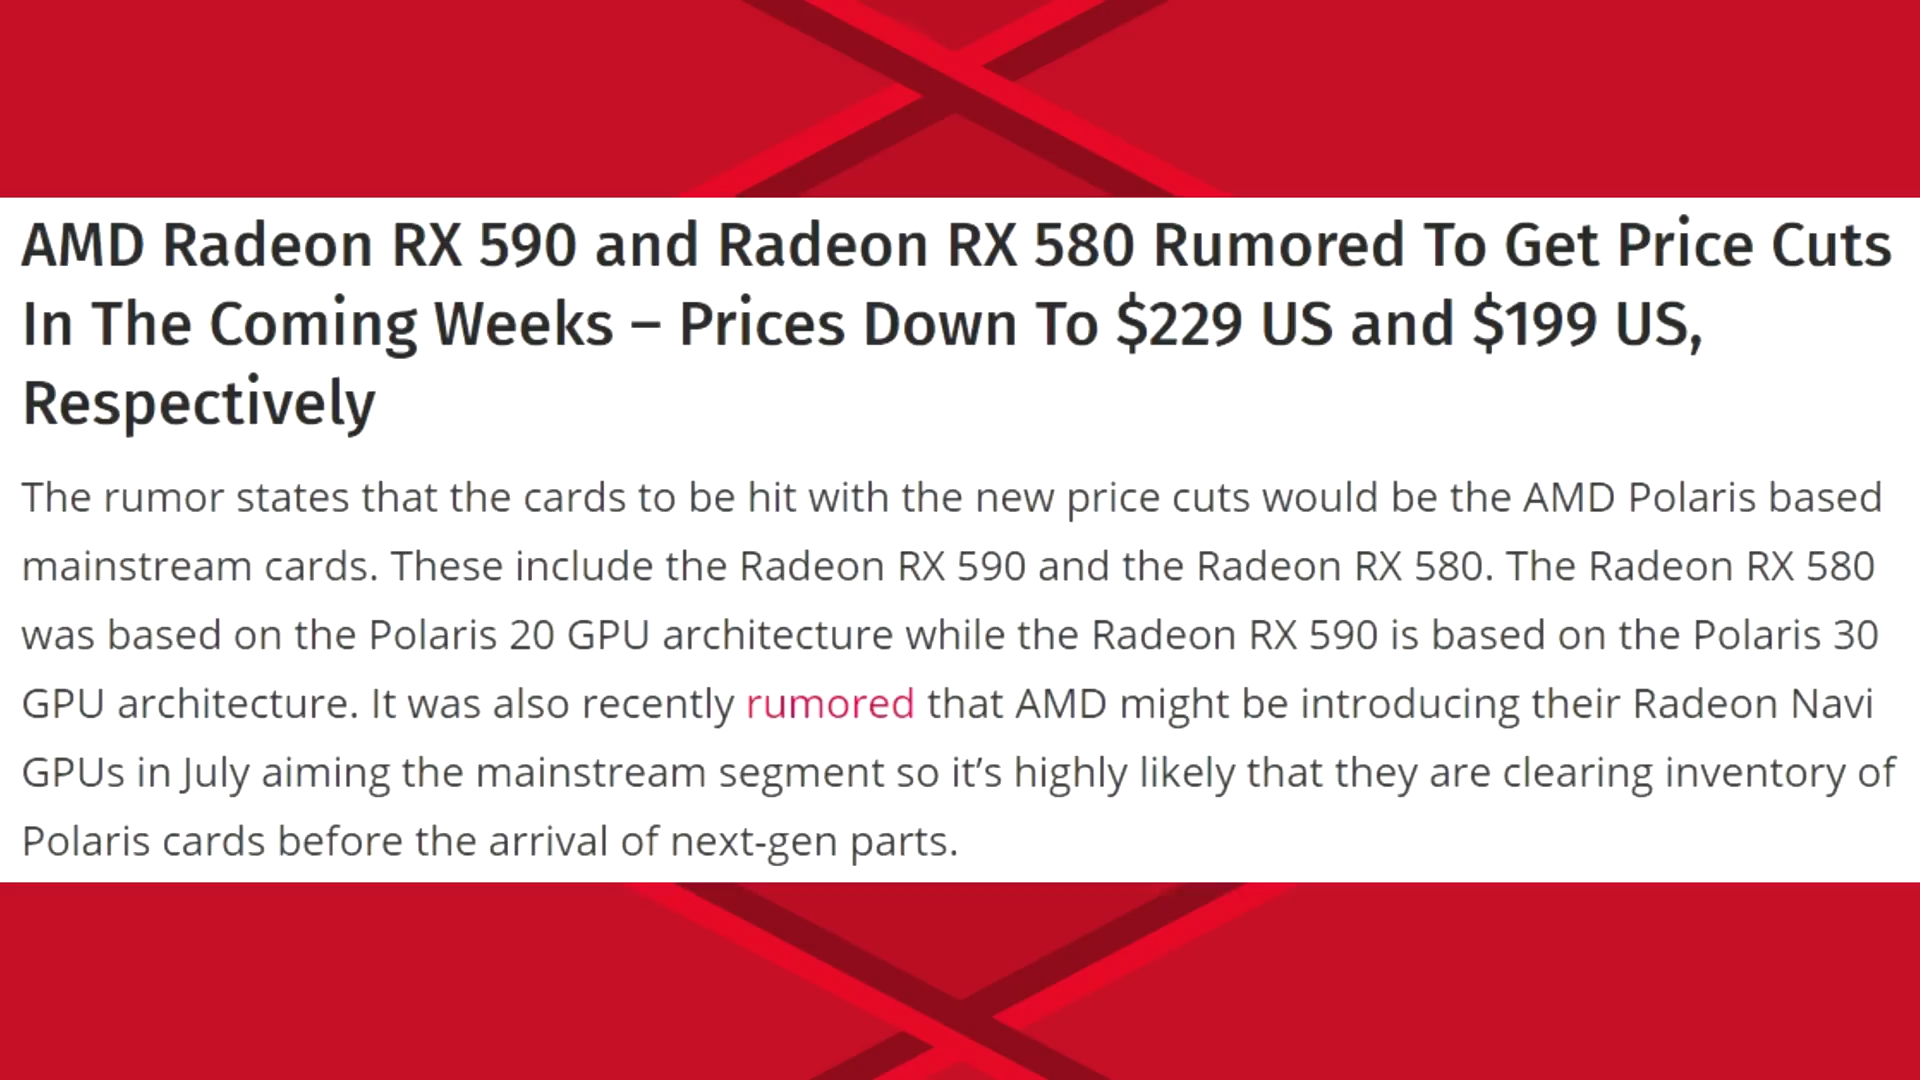 AMD Radeon RX 590 and Radeon RX 580 Rumored To Get Price Cuts
In The Coming Weeks – Prices Down To $229 US and $199 US,
Respectively
The rumor states that the cards to be hit with the new price cuts would be the AMD Polaris based
mainstream cards. These include the Radeon RX 590 and the Radeon RX 580. The Radeon RX 580
was based on the Polaris 20 GPU architecture while the Radeon RX 590 is based on the Polaris 30
GPU architecture. It was also recently rumored that AMD might be introducing their Radeon Navi
GPUs in July aiming the mainstream segment so it’s highly likely that they are clearing inventory of
Polaris cards before the arrival of next-gen parts.